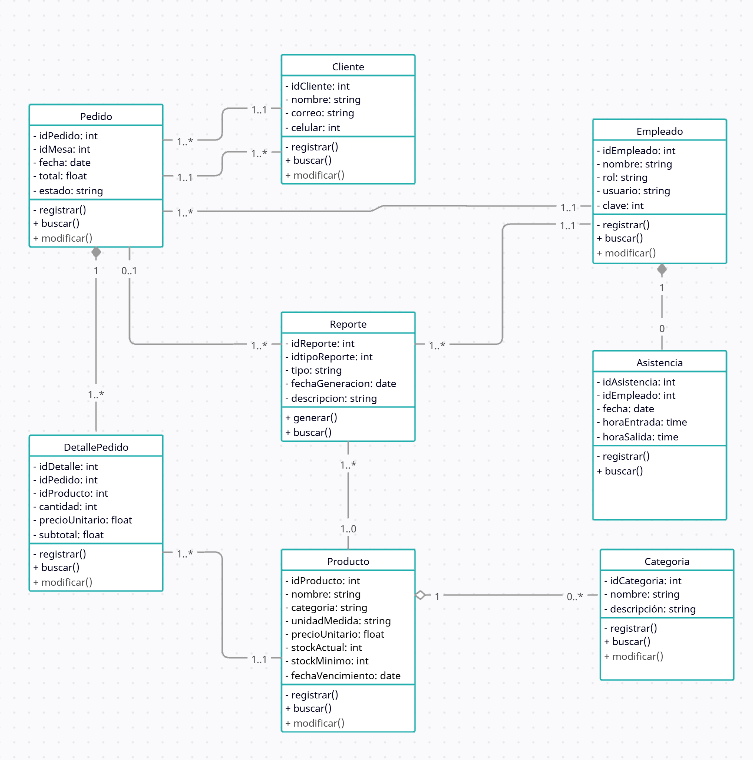 Cliente
- idCliente: int
- nombre: string
- correo: string
- celular: int
- registrar()
+ buscar()
+ modificar()
Pedido
- idPedido: int
- idMesa: int
- fecha: date
- total: float
- estado: string
- registrar()
+ buscar()
+ modificar()
1..1
1..*
1..*
1..1
Empleado
- idEmpleado: int
- nombre: string
- rol: string
- usuario: string
- clave: int
- registrar()
+ buscar()
+ modificar()
1..*
1..1
1..1
1
0..1
1
0
Reporte
- idReporte: int
- idtipoReporte: int
- tipo: string
- fechaGeneracion: date
- descripcion: string
+ generar()
+ buscar()
1..*
1..*
Asistencia
- idAsistencia: int
- idEmpleado: int
- fecha: date
- horaEntrada: time
- horaSalida: time
- registrar()
+ buscar()
1..*
DetallePedido
- idDetalle: int
- idPedido: int
- idProducto: int
- cantidad: int
- precioUnitario: float
- subtotal: float
- registrar()
+ buscar()
+ modificar()
1..*
1..0
1..*
1..1
Producto
- idProducto: int
- nombre: string
- categoria: string
- unidadMedida: string
- precioUnitario: float
- stockActual: int
- stockMinimo: int
- fechaVencimiento: date
- registrar()
+ buscar()
+ modificar()
1
0..*
Categoria
- idCategoria: int
- nombre: string
- descripción: string
- registrar()
+ buscar()
+ modificar()